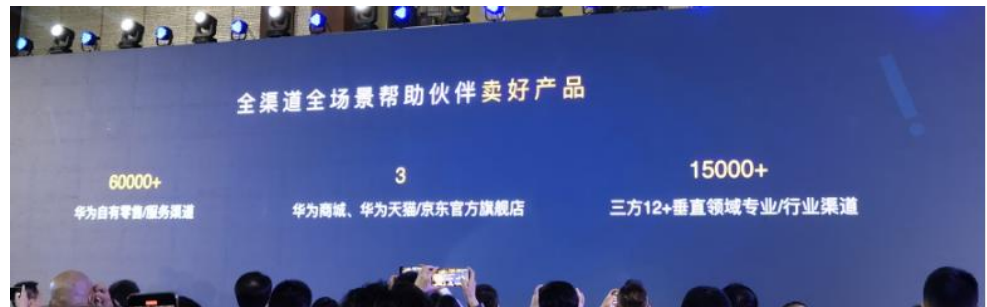 全渠道全场景帮助伙伴卖好产品
60000+
华为自有零售/服务渠道
3
华为商城、华为天猫/京东官方旗舰店
15000+
三方12+垂直领域专业/行业渠道